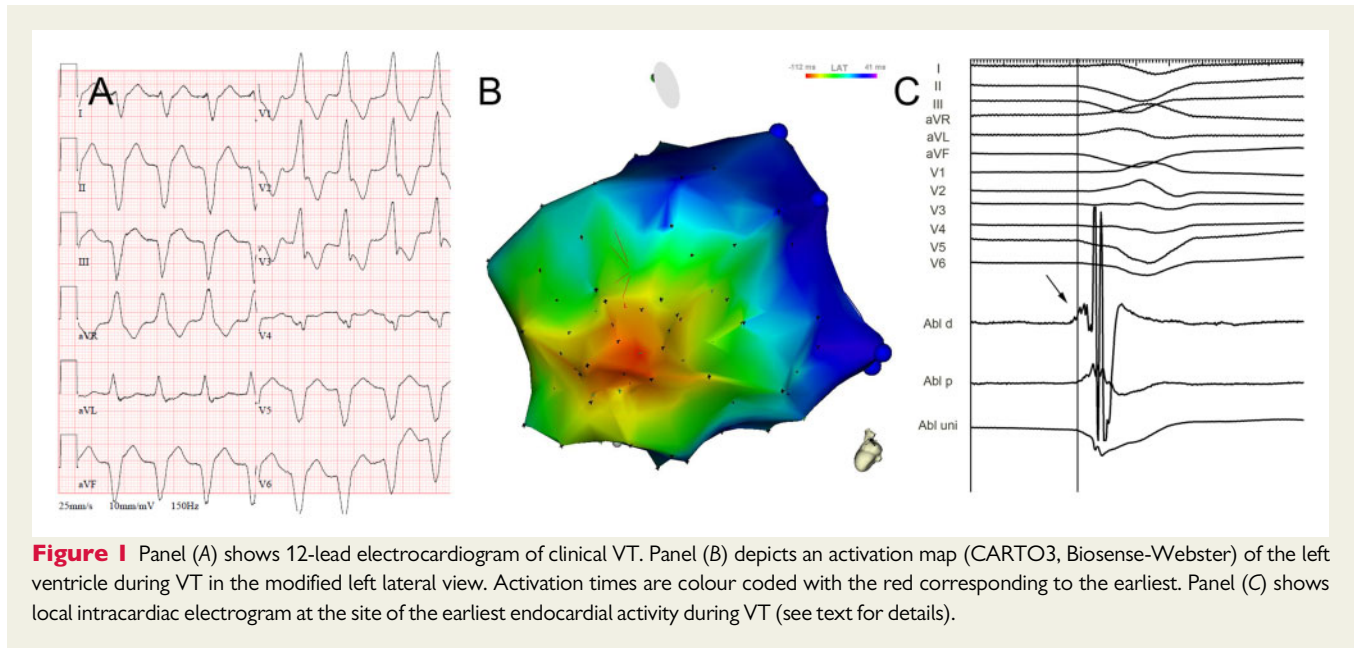 A
I
V1
II
V2
III
V3
aVR
V4
aVL
V5
aVF
V6
25mm/s 10mm/mV 150Hz
B
-112 ms LAT 41 ms
C
I
II
III
aVR
aVL
aVF
V1
V2
V3
V4
V5
V6
Abl d
Abl p
Abl uni
Figure 1 Panel (A) shows 12-lead electrocardiogram of clinical VT. Panel (B) depicts an activation map (CARTO3, Biosense-Webster) of the left
ventricle during VT in the modified left lateral view. Activation times are colour coded with the red corresponding to the earliest. Panel (C) shows
local intracardiac electrogram at the site of the earliest endocardial activity during VT (see text for details).